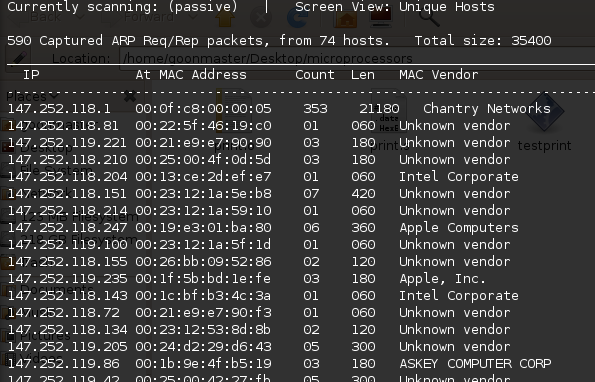 Currently scanning: (passive)   |   Screen View: Unique Hosts
590 Captured ARP Req/Rep packets, from 74 hosts.   Total size: 35400
Location: /home/goonmaster/Desktop/microprocessors
IP            At MAC Address      Count  Len   MAC Vendor
147.252.118.1   00:0f:c8:00:00:05    353    21180   Chantry Networks
147.252.118.81  00:22:5f:46:19:c0    01    060   Unknown vendor
147.252.119.221 00:21:e9:e7:90:90    03    180   Unknown vendor
147.252.118.210 00:25:00:4f:0d:5d    03    180   Unknown vendor
147.252.118.204 00:13:ce:2d:ef:e7    01    060   Intel Corporate
147.252.118.151 00:23:12:1a:5e:b8    07    420   Unknown vendor
147.252.118.214 00:23:12:1a:59:10    01    060   Unknown vendor
147.252.118.247 00:19:e3:01:ba:80    06    360   Apple Computers
147.252.119.100 00:23:12:1a:5f:1d    01    060   Unknown vendor
147.252.118.155 00:26:bb:09:52:86    02    120   Unknown vendor
147.252.119.235 00:1f:5b:bd:1e:fe    03    180   Apple, Inc.
147.252.118.143 00:1c:bf:b3:4c:3a    01    060   Intel Corporate
147.252.118.72  00:21:e9:e7:90:f3    01    060   Unknown vendor
147.252.118.134 00:23:12:53:8d:8b    02    120   Unknown vendor
147.252.119.205 00:24:d2:29:d6:43    05    300   Unknown vendor
147.252.119.86  00:1b:9e:4f:b5:19    03    180   ASKEY COMPUTER CORP
147.252.119.42  00:25:00:42:27:fb    05    300   Unknown vendor
Places
testprint